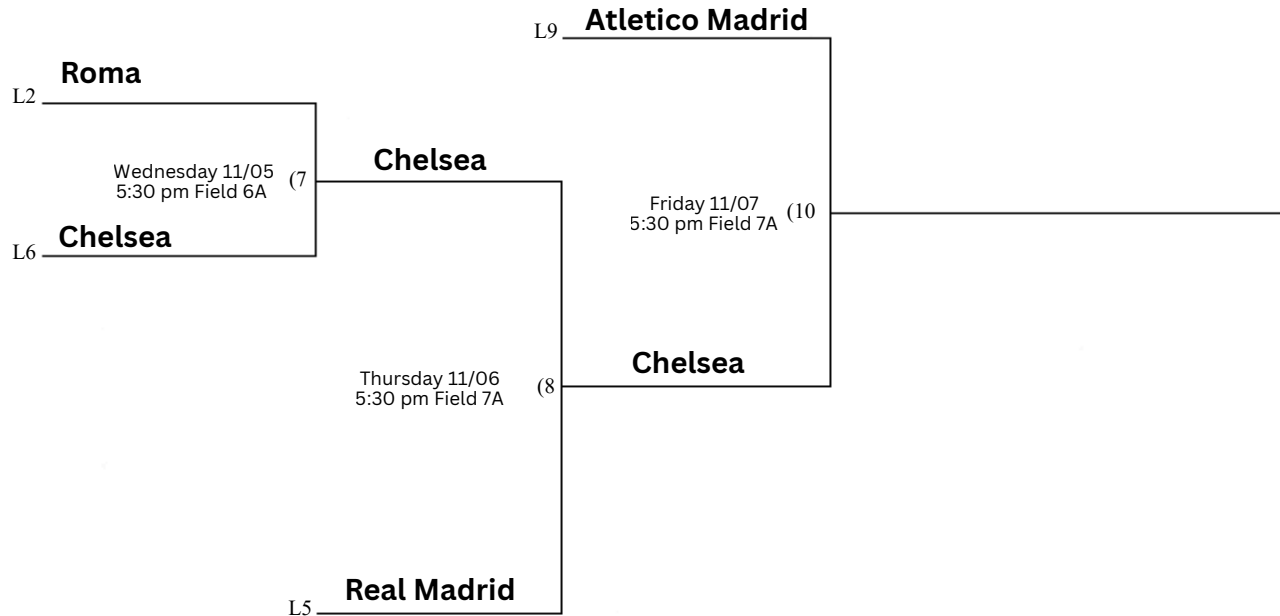 Atletico Madrid
L9
Roma
L2
Chelsea
Wednesday 11/05
5:30 pm Field 6A
(7
Friday 11/07
5:30 pm Field 7A
(10
Chelsea
L6
Chelsea
Thursday 11/06
5:30 pm Field 7A
(8
Real Madrid
L5